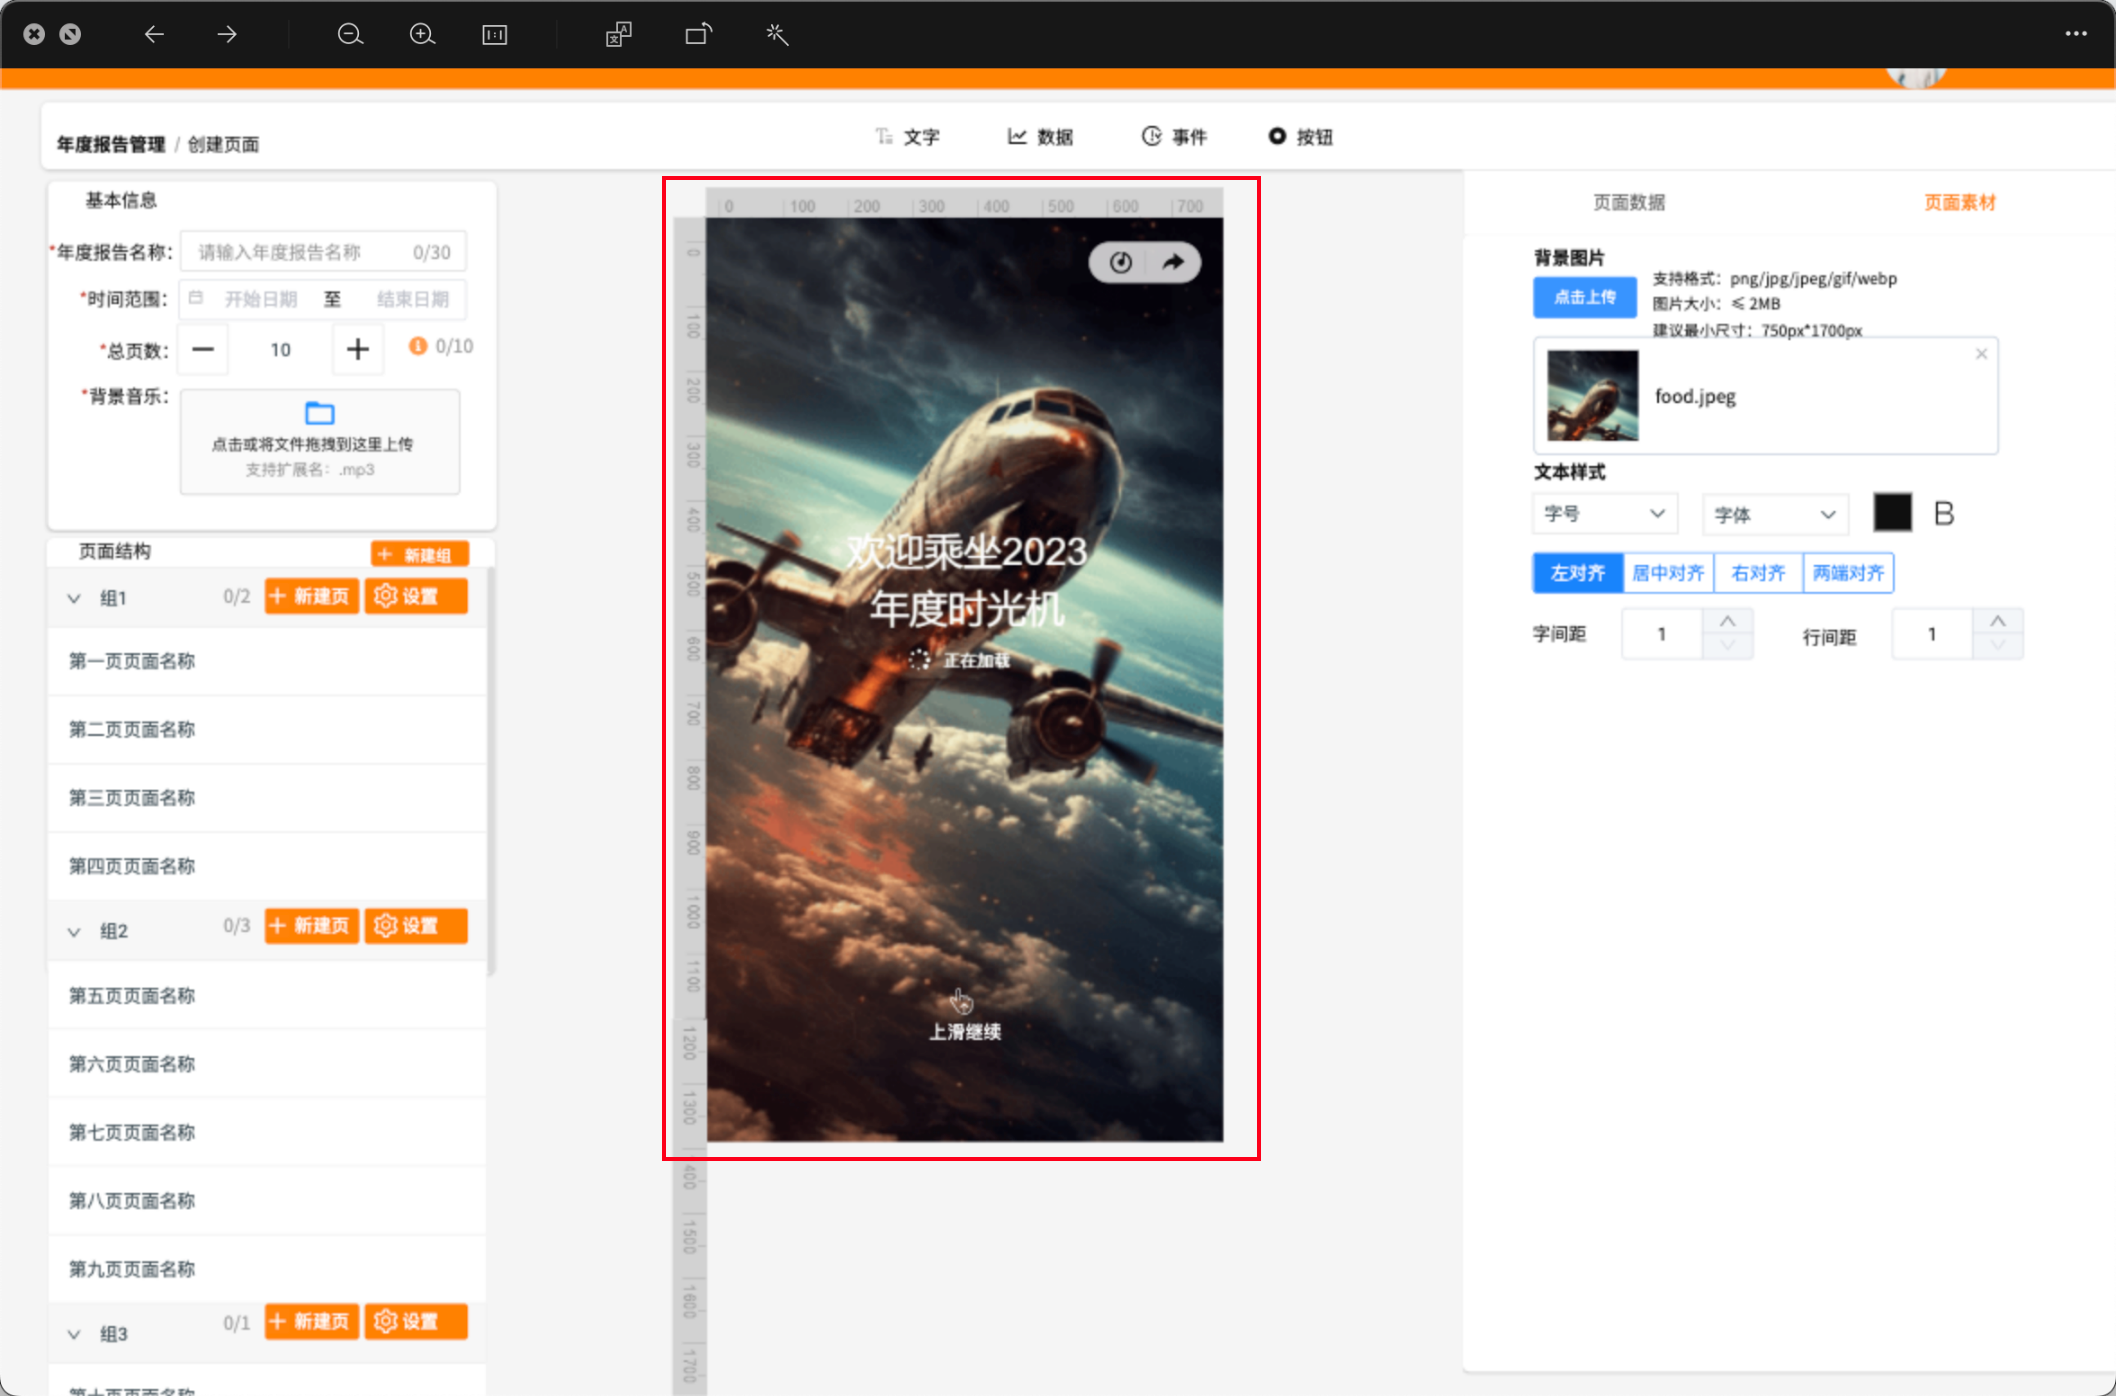 年度报告管理 / 创建页面
文字
数据
事件
按钮
基本信息
*年度报告名称：
请输入年度报告名称
0/30
*时间范围：
开始日期 至 结束日期
*总页数：
10
0/10
*背景音乐：
点击或将文件拖拽到这里上传
支持扩展名：.mp3
页面结构
+ 新建组
组1
0/2
+ 新建页
设置
第一页页面名称
第二页页面名称
第三页页面名称
第四页页面名称
组2
0/3
+ 新建页
设置
第五页页面名称
第六页页面名称
第七页页面名称
第八页页面名称
第九页页面名称
组3
0/1
+ 新建页
设置
0 100 200 300 400 500 600 700
0
100
200
300
400
500
600
700
800
900
1000
1100
1200
1300
400
1500
1600
1700
欢迎乘坐2023
年度时光机
正在加载
上滑继续
页面数据
页面素材
背景图片
点击上传
支持格式：png/jpg/jpeg/gif/webp
图片大小：≤ 2MB
建议最小尺寸：750px*1700px
food.jpeg
文本样式
字号
字体
B
左对齐
居中对齐
右对齐
两端对齐
字间距
1
行间距
1